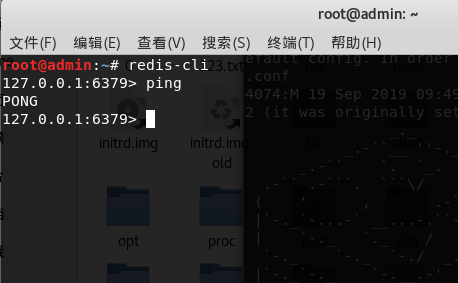 root@admin: ~
文件(F) 编辑(E) 查看(V) 搜索(S) 终端(T) 帮助(H)
root@admin:~# redis-cli
127.0.0.1:6379> ping
PONG
127.0.0.1:6379>
123.txt
efault config. In order
.conf
4074:M 19 Sep 2019 09:49
2 (it was originally set
initrd.img
initrd.img
old
lib
opt
proc